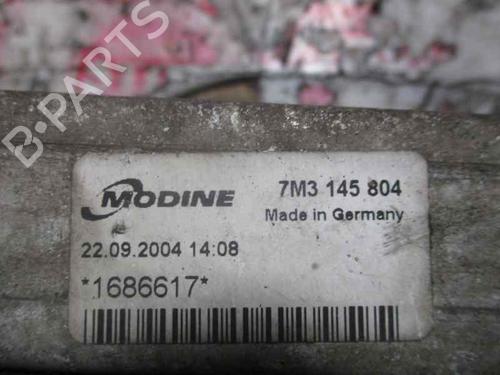 B-PARTS
MODINE
7M3 145 804
Made in Germany
22.09.2004 14:08
*1686617*